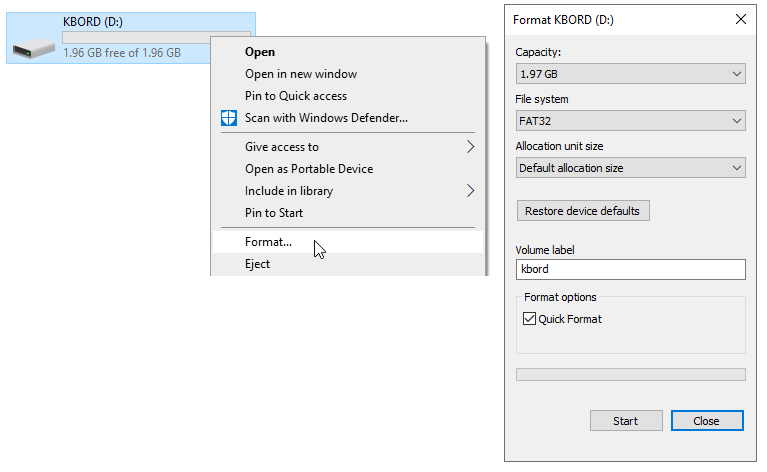 KBORD (D:)
1.96 GB free of 1.96 GB
Open
Open in new window
Pin to Quick access
Scan with Windows Defender...
Give access to
Open as Portable Device
Include in library
Pin to Start
Format...
Eject
Format KBORD (D:)
Capacity:
1.97 GB
File system
FAT32
Allocation unit size
Default allocation size
Restore device defaults
Volume label
kbord
Format options
Quick Format
Start
Close